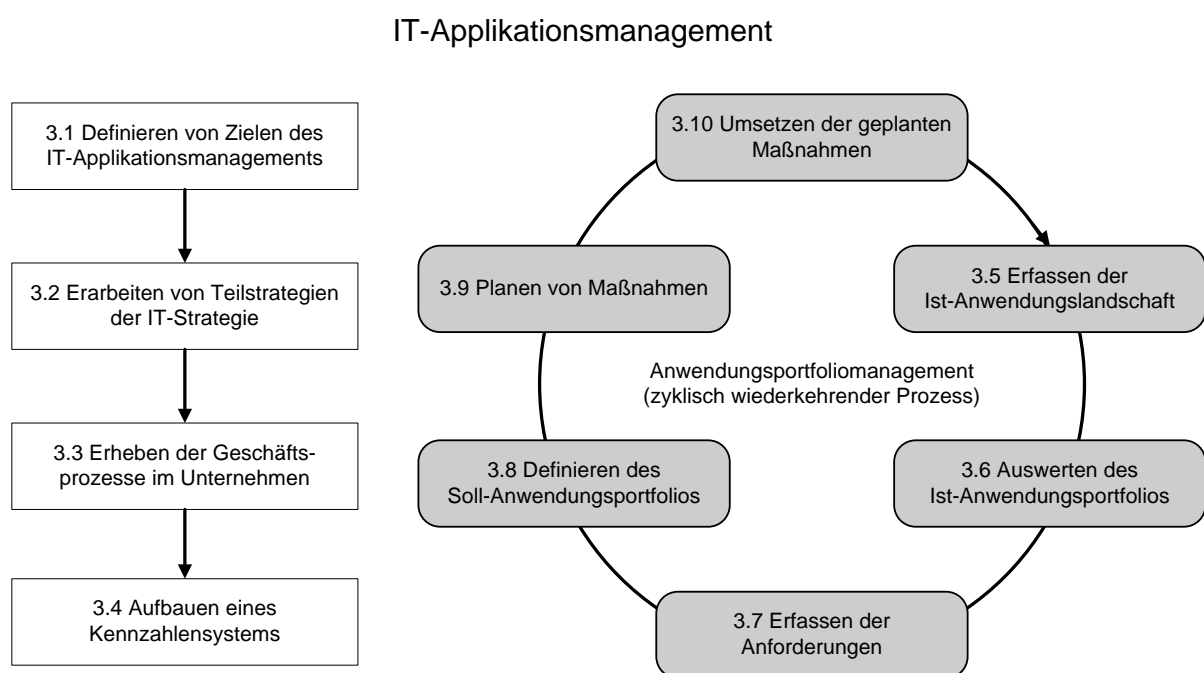 IT-Applikationsmanagement
3.1 Definieren von Zielen des
IT-Applikationsmanagements
3.2 Erarbeiten von Teilstrategien
der IT-Strategie
3.3 Erheben der Geschäfts-
prozesse im Unternehmen
3.4 Aufbauen eines
Kennzahlensystems
3.10 Umsetzen der geplanten
Maßnahmen
3.5 Erfassen der
Ist-Anwendungslandschaft
3.6 Auswerten des
Ist-Anwendungsportfolios
3.7 Erfassen der
Anforderungen
3.8 Definieren des
Soll-Anwendungsportfolios
3.9 Planen von Maßnahmen
Anwendungsportfoliomanagement
(zyklisch wiederkehrender Prozess)